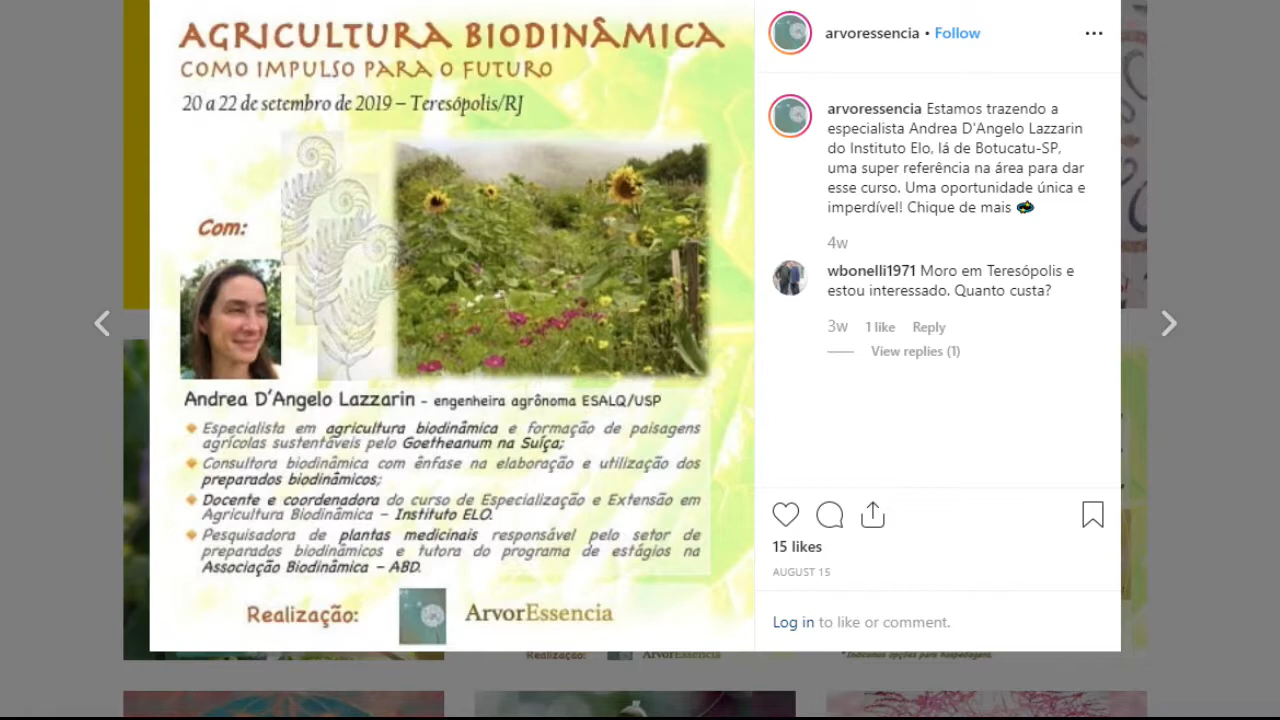 AGRICULTURA BIODINÂMICA
COMO IMPULSO PARA O FUTURO
20 a 22 de setembro de 2019 – Teresópolis/RJ
Com:
Andrea D'Angelo Lazzarin - engenheira agrônoma ESALQ/USP
Especialista em agricultura biodinâmica e formação de paisagens
agrícolas sustentáveis pelo Goetheanum na Suíça;
Consultora biodinâmica com ênfase na elaboração e utilização dos
preparados biodinâmicos;
Docente e coordenadora do curso de Especialização e Extensão em
Agricultura Biodinâmica – Instituto ELO.
Pesquisadora de plantas medicinais responsável pelo setor de
preparados biodinâmicos e tutora do programa de estágios na
Associação Biodinâmica – ABD.
Realização:
ArvorEssencia
arvoressencia • Follow
arvoressencia Estamos trazendo a
especialista Andrea D'Angelo Lazzarin
do Instituto Elo, lá de Botucatu-SP,
uma super referência na área para dar
esse curso. Uma oportunidade única e
imperdível! Chique de mais
4w
wbonelli1971 Moro em Teresópolis e
estou interessado. Quanto custa?
3w 1 like Reply
View replies (1)
15 likes
AUGUST 15
Log in to like or comment.
Realização:
ArvorEssencia
*Indicamos opções para hospedagem.